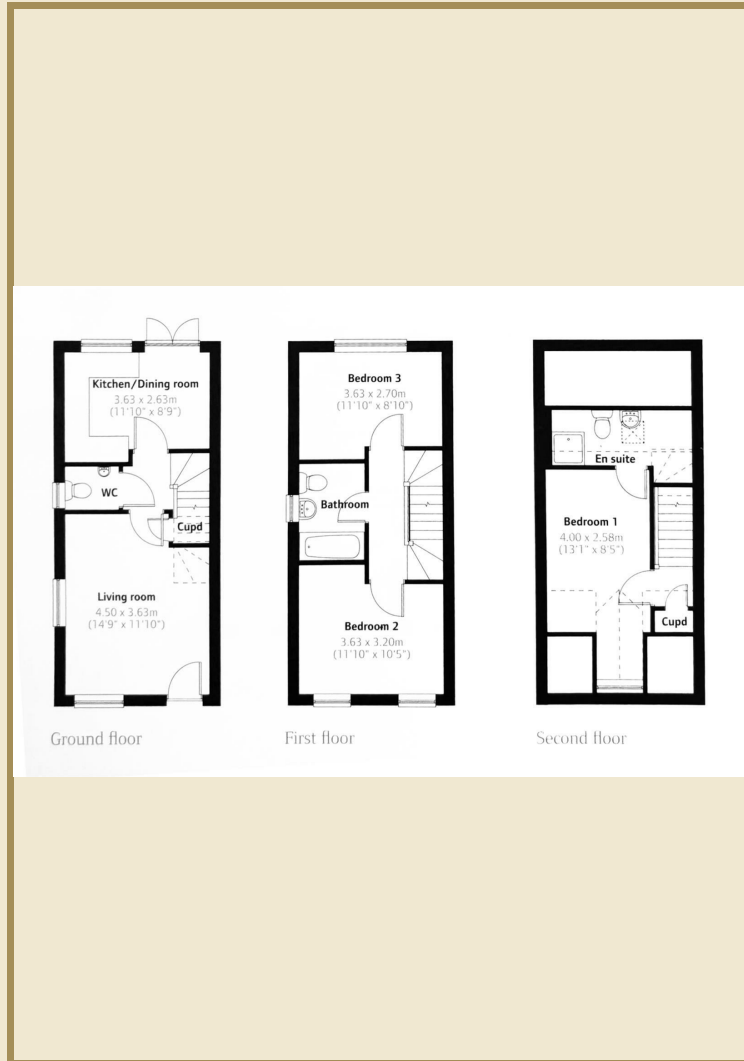 Kitchen/Dining room
3.63 x 2.63m
(11'10" x 8'9")
WC
Cupd
Living room
4.50 x 3.63m
(14'9" x 11'10")
Ground floor
Bedroom 3
3.63 x 2.70m
(11'10" x 8'10")
Bathroom
Bedroom 2
3.63 x 3.20m
(11'10" x 10'5")
First floor
En suite
Bedroom 1
4.00 x 2.58m
(13'1" x 8'5")
Cupd
Second floor